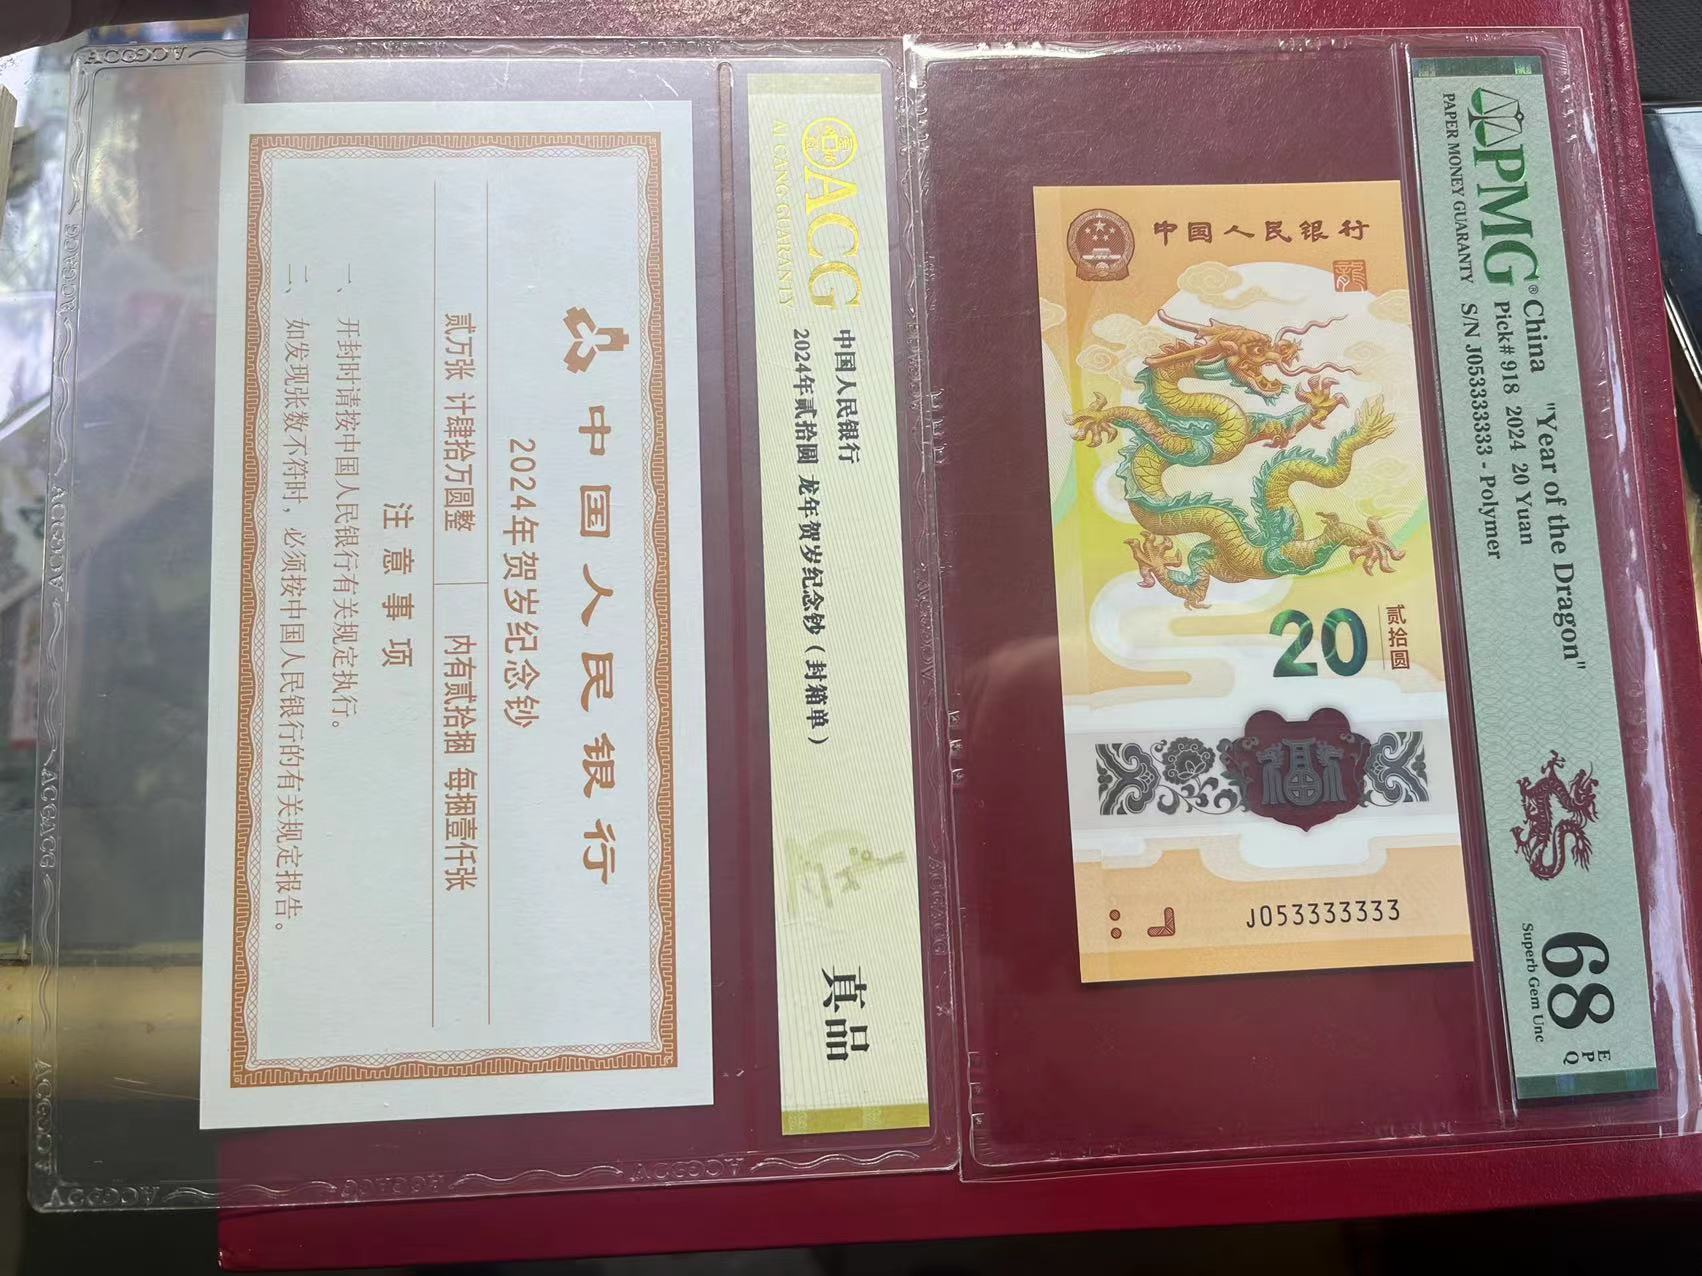 ACG
AI CANG GUARANTY
中国人民银行
2024年贰拾圆 龙年贺岁纪念钞（封箱单）
真品
中国人民银行
2024年贺岁纪念钞
贰万张 计肆拾万圆整
内有贰拾捆 每捆壹仟张
注意事项
一、开封时请按中国人民银行有关规定执行。
二、如发现张数不符时，必须按中国人民银行的有关规定报告。
PMG®
PAPER MONEY GUARANTY
China "Year of the Dragon"
Pick# 918 2024 20 Yuan
S/N J053333333 - Polymer
68
EPQ
Superb Gem Unc
中国人民银行
20
贰拾圆
J053333333